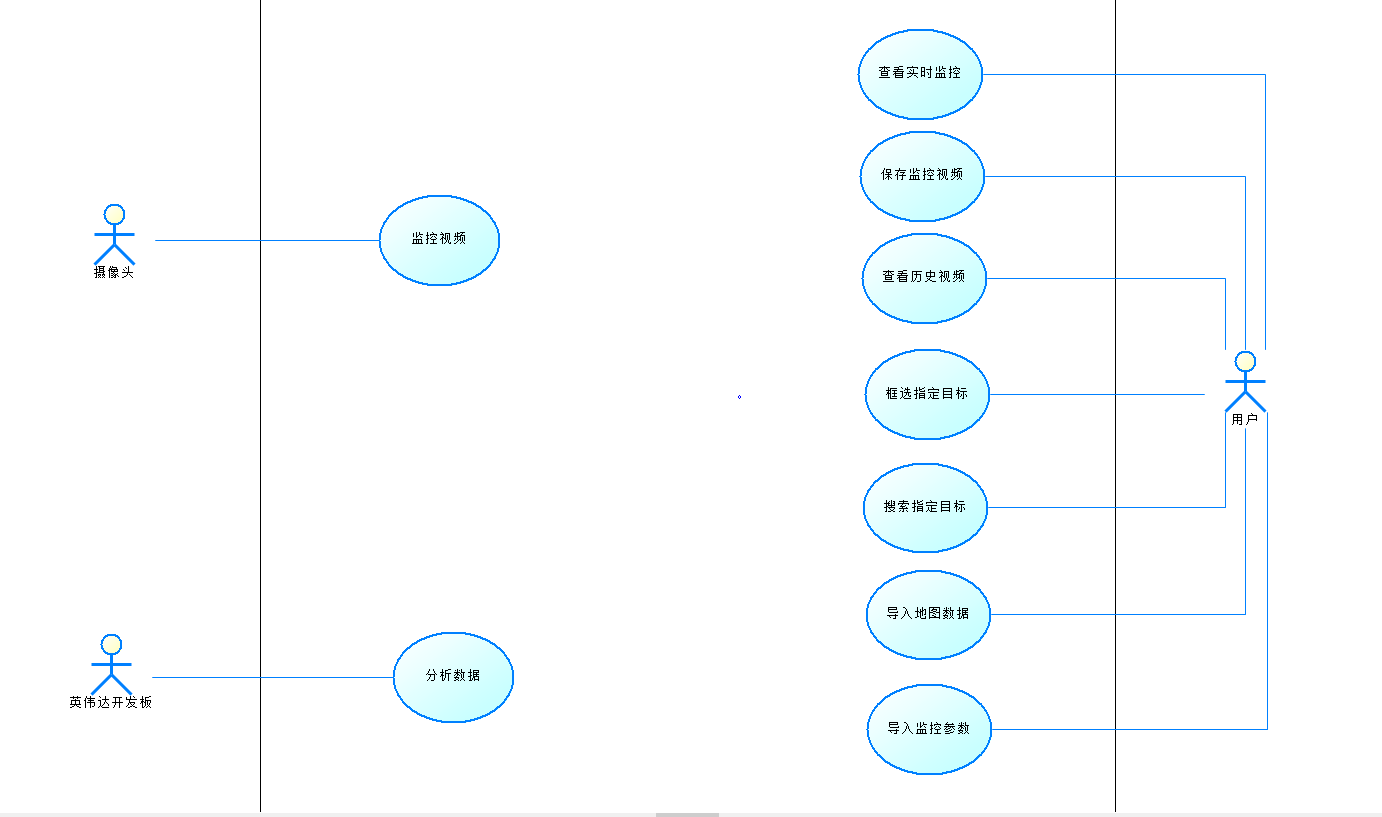 查看实时监控
保存监控视频
监控视频
摄像头
查看历史视频
框选指定目标
用户
搜索指定目标
导入地图数据
分析数据
英伟达开发板
导入监控参数